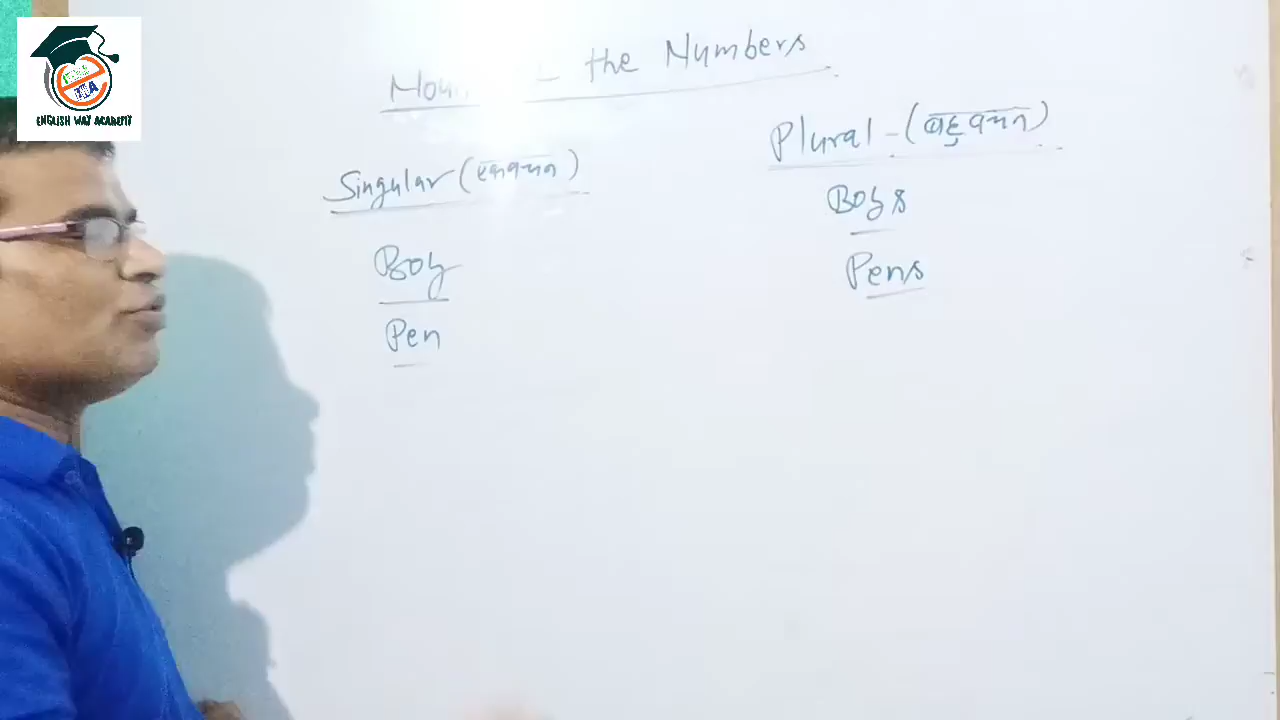 ENGLISH WAY ACADEMY
the Numbers
Singular (एकवचन)
Plural - (बहुवचन)
Boy
Boys
Pen
Pens